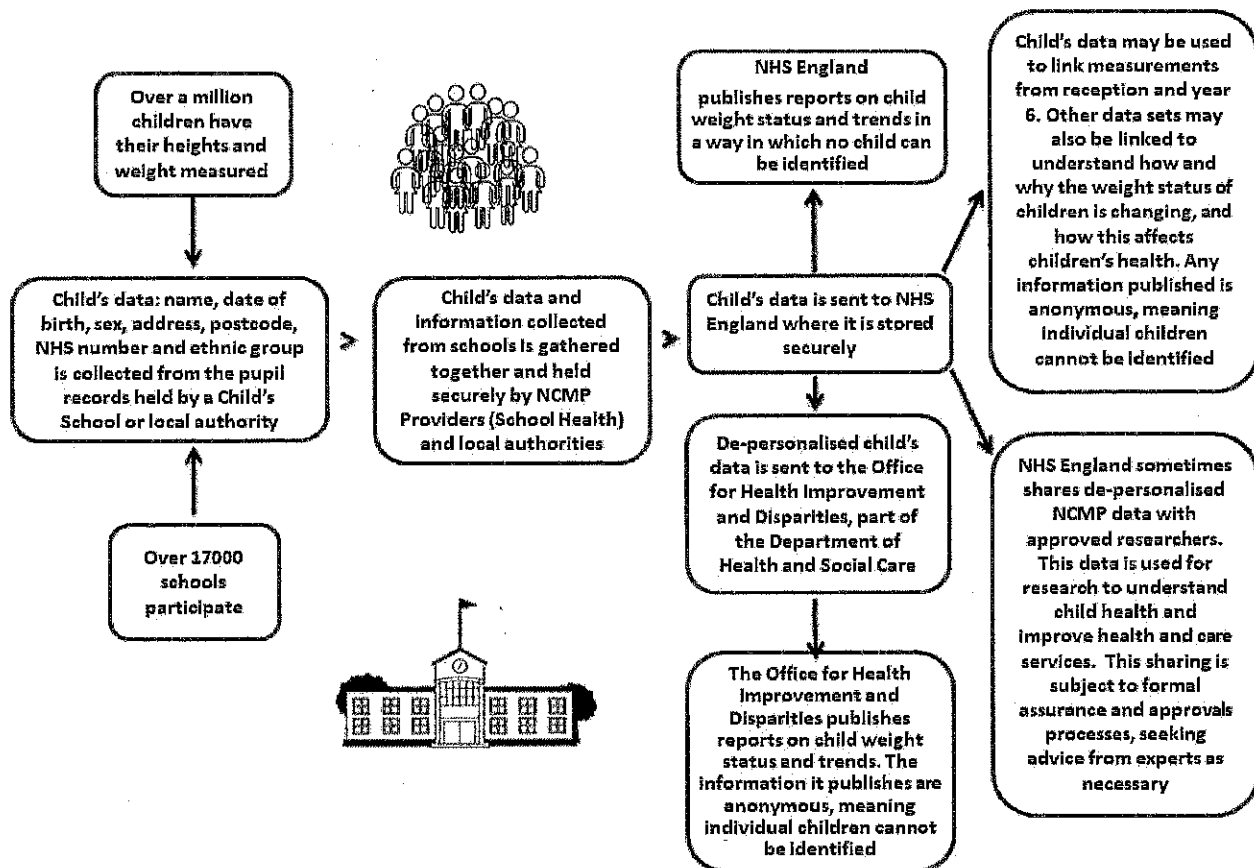 Over a million
children have
their heights and
weight measured
Child's data: name, date of
birth, sex, address, postcode,
NHS number and ethnic group
is collected from the pupil
records held by a Child's
School or local authority
Over 17000
schools
participate
Child's data and
information collected
from schools is gathered
together and held
securely by NCMP
Providers (School Health)
and local authorities
NHS England
publishes reports on child
weight status and trends in
a way in which no child can
be identified
Child's data is sent to NHS
England where it is stored
securely
De-personalised child's
data is sent to the Office
for Health Improvement
and Disparities, part of
the Department of
Health and Social Care
The Office for Health
Improvement and
Disparities publishes
reports on child weight
status and trends. The
information it publishes are
anonymous, meaning
individual children cannot
be identified
Child's data may be used
to link measurements
from reception and year
6. Other data sets may
also be linked to
understand how and
why the weight status of
children is changing, and
how this affects
children's health. Any
information published is
anonymous, meaning
individual children
cannot be identified
NHS England sometimes
shares de-personalised
NCMP data with
approved researchers.
This data is used for
research to understand
child health and
improve health and care
services. This sharing is
subject to formal
assurance and approvals
processes, seeking
advice from experts as
necessary